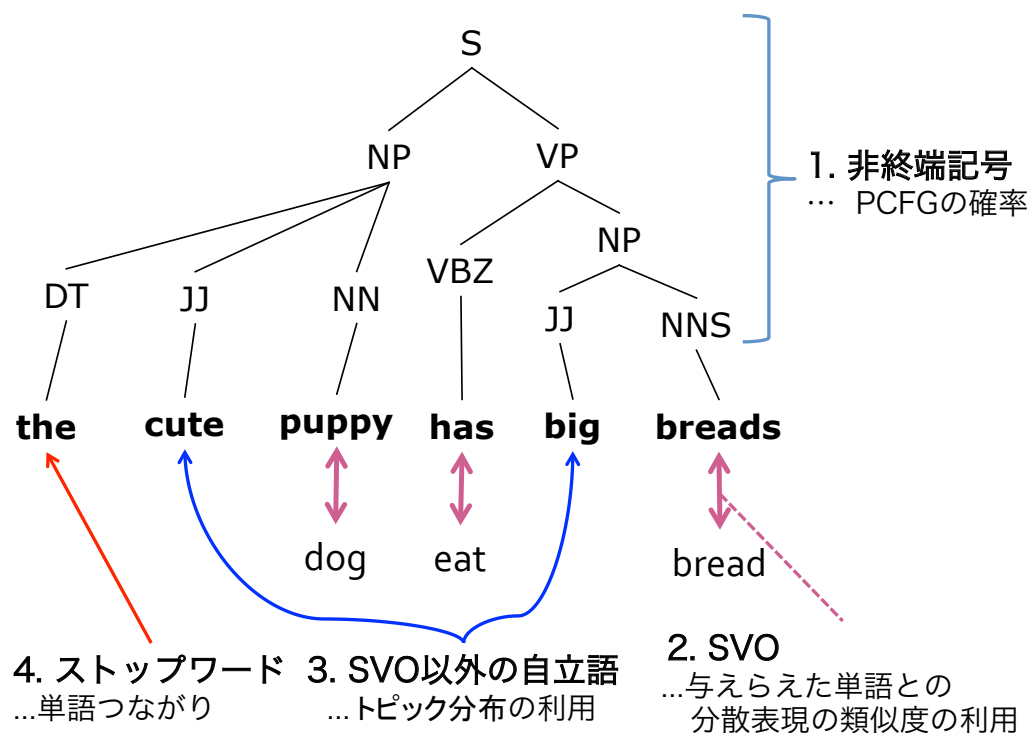 S
NP VP
1. 非終端記号
… PCFGの確率
NP
DT JJ NN VBZ
JJ NNS
the cute puppy has big breads
dog eat bread
4. ストップワード
...単語つながり
3. SVO以外の自立語
...トピック分布の利用
2. SVO
...与えらえた単語との
分散表現の類似度の利用